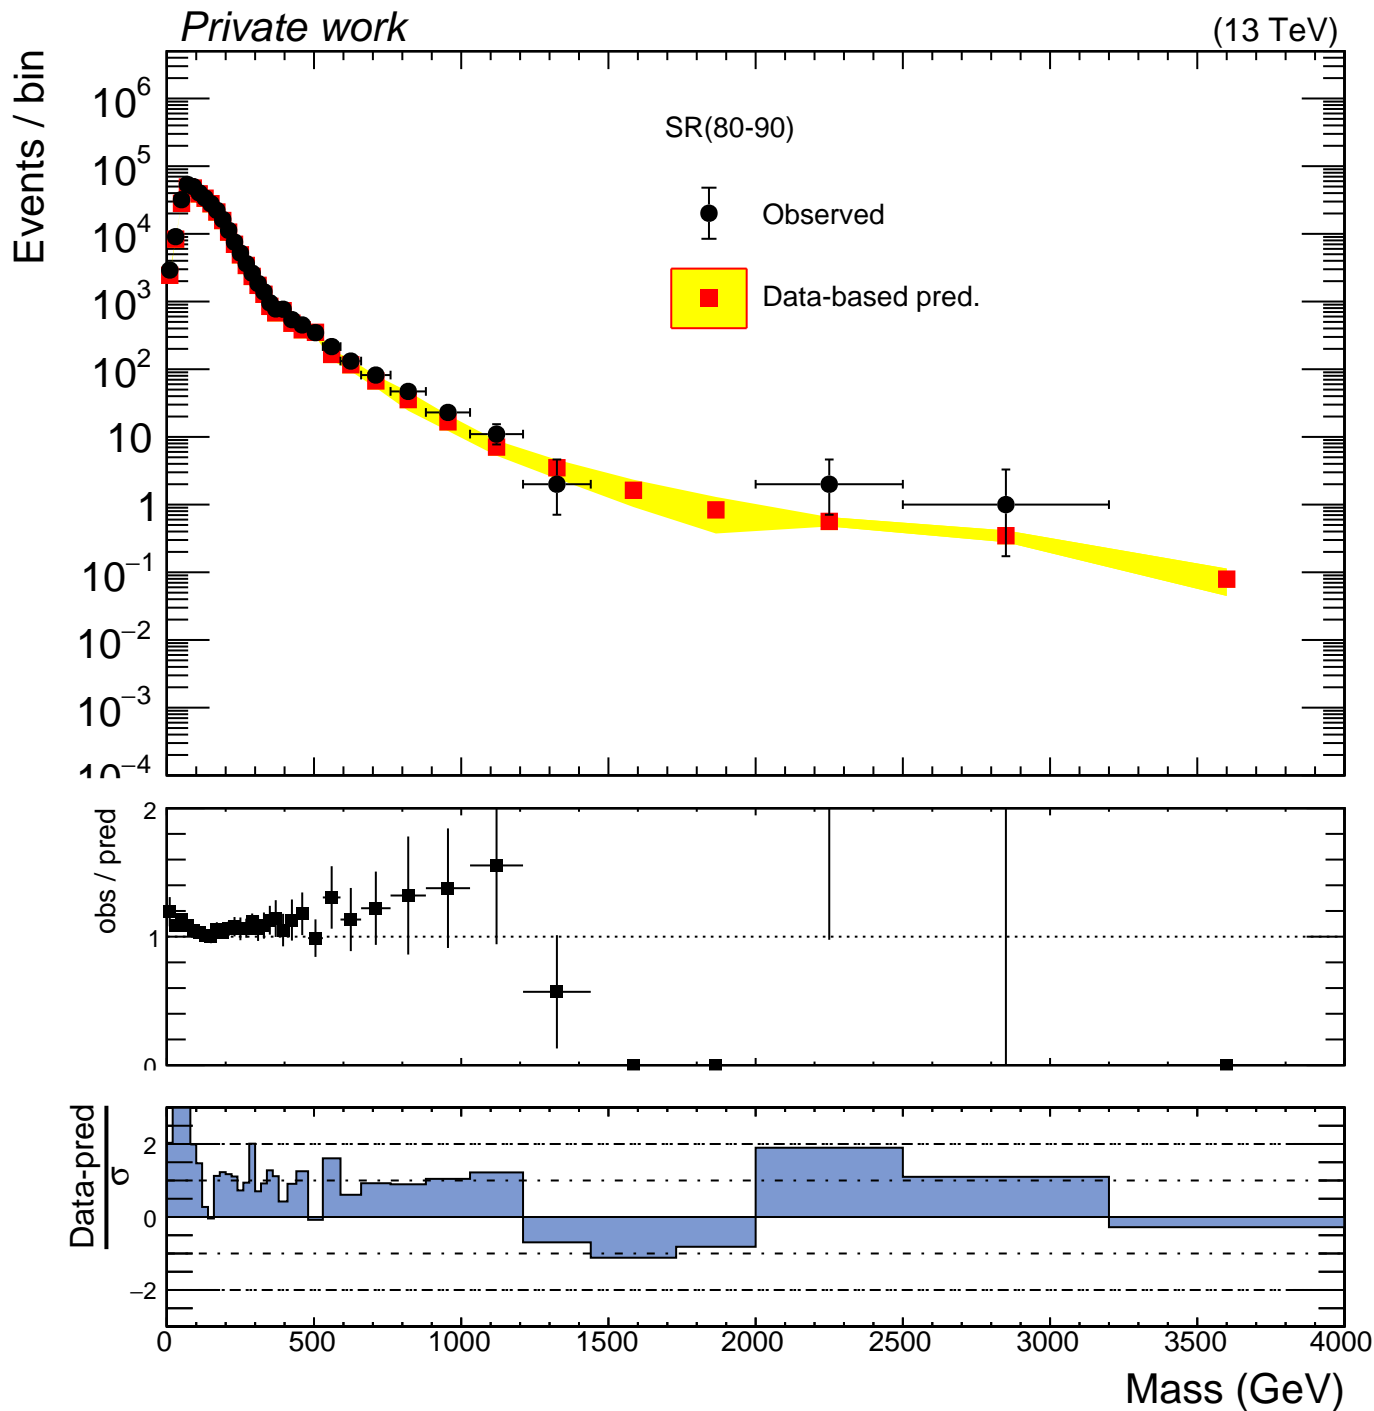 Private work
(13 TeV)
Events / bin
10^6
10^5
10^4
10^3
10^2
10
1
10^−1
10^−2
10^−3
10^−4
SR(80-90)
Observed
Data-based pred.
obs / pred
2
1
0
Data-pred
σ
2
0
−2
0 500 1000 1500 2000 2500 3000 3500 4000
Mass (GeV)